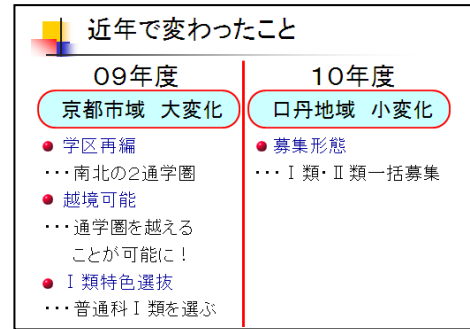 近年で変わったこと
09年度
京都市域 大変化
学区再編
･･･南北の２通学圏
越境可能
･･･通学圏を越える
ことが可能に！
Ⅰ類特色選抜
･･･普通科Ⅰ類を選ぶ
10年度
口丹地域 小変化
募集形態
･･･Ⅰ類･Ⅱ類一括募集